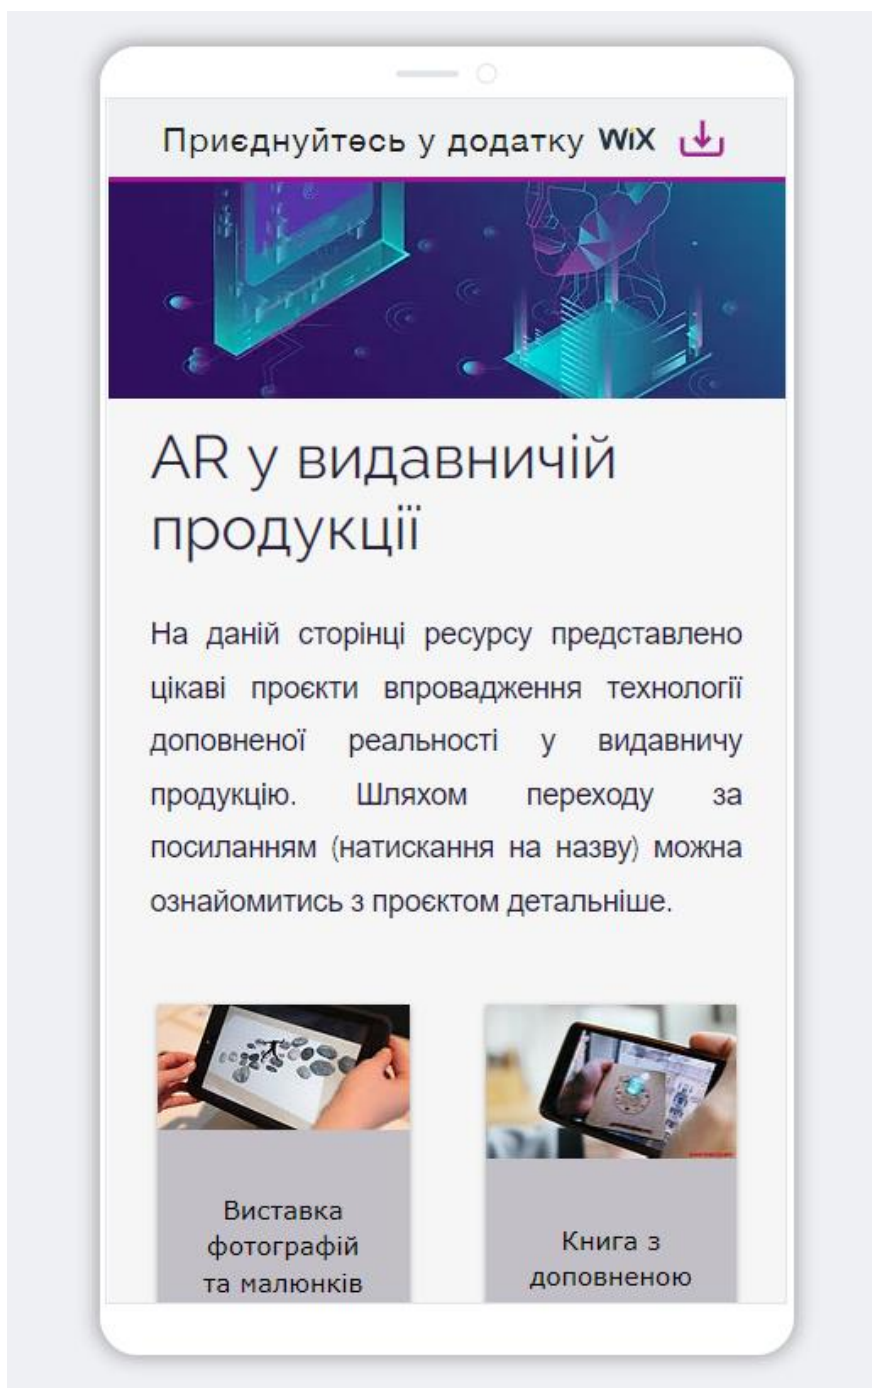 Приєднуйтесь у додатку WiX
AR у видавничій
продукції
На даній сторінці ресурсу представлено
цікаві проєкти впровадження технології
доповненої реальності у видавничу
продукцію. Шляхом переходу за
посиланням (натискання на назву) можна
ознайомитись з проєктом детальніше.
Виставка
фотографій
та малюнків
Книга з
доповненою